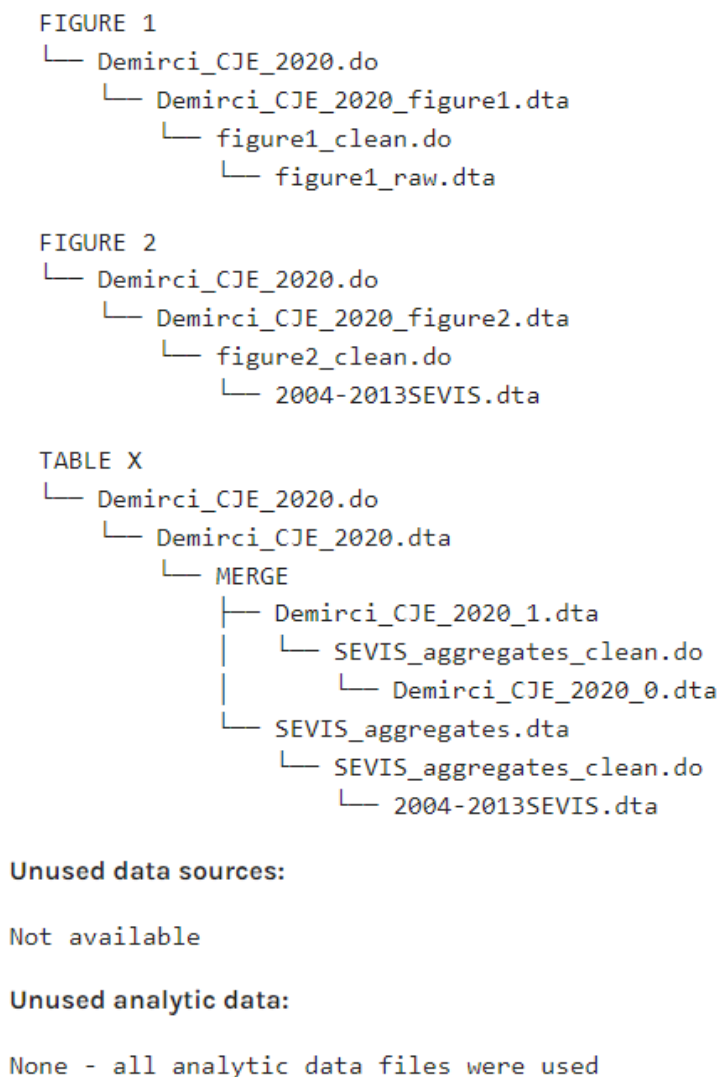 FIGURE 1
└── Demirci_CJE_2020.do
    └── Demirci_CJE_2020_figure1.dta
        └── figure1_clean.do
            └── figure1_raw.dta

FIGURE 2
└── Demirci_CJE_2020.do
    └── Demirci_CJE_2020_figure2.dta
        └── figure2_clean.do
            └── 2004-2013SEVIS.dta

TABLE X
└── Demirci_CJE_2020.do
    └── Demirci_CJE_2020.dta
        └── MERGE
            ├── Demirci_CJE_2020_1.dta
            │   └── SEVIS_aggregates_clean.do
            │       └── Demirci_CJE_2020_0.dta
            └── SEVIS_aggregates.dta
                └── SEVIS_aggregates_clean.do
                    └── 2004-2013SEVIS.dta

Unused data sources:

Not available

Unused analytic data:

None - all analytic data files were used